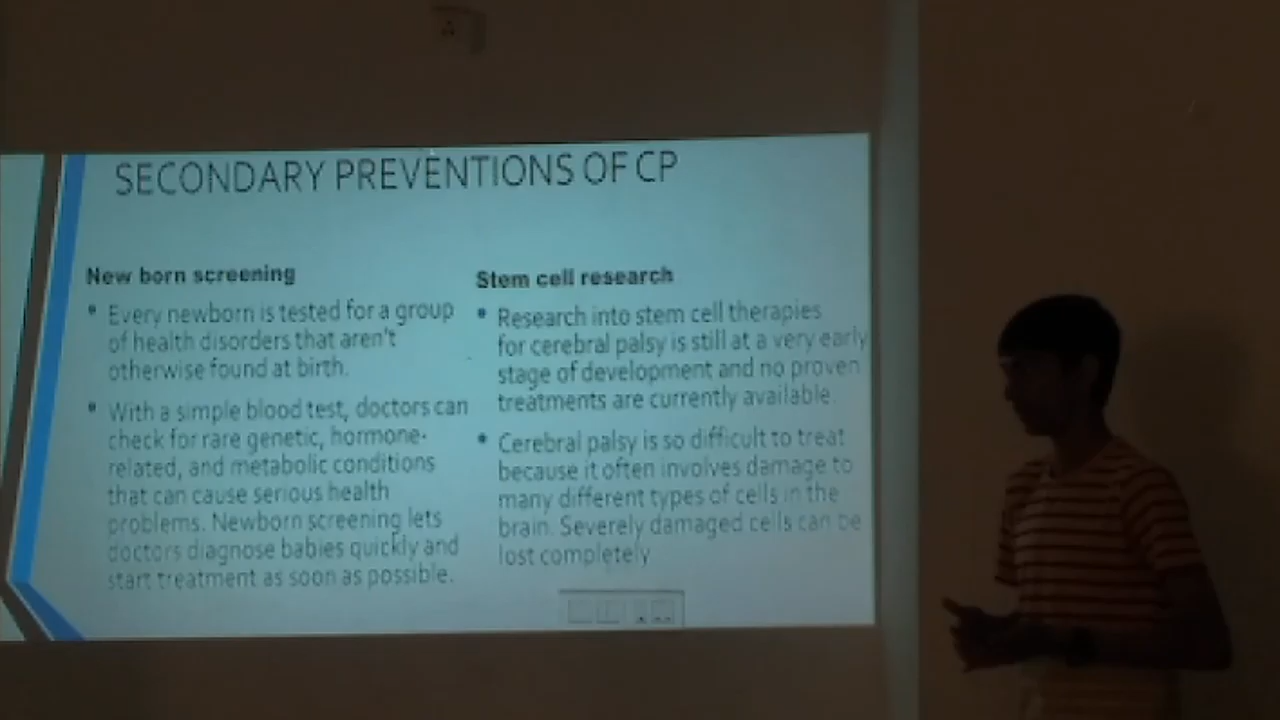 SECONDARY PREVENTIONS OF CP
New born screening
• Every newborn is tested for a group
of health disorders that aren't
otherwise found at birth.
• With a simple blood test, doctors can
check for rare genetic, hormone-
related, and metabolic conditions
that can cause serious health
problems. Newborn screening lets
doctors diagnose babies quickly and
start treatment as soon as possible.
Stem cell research
• Research into stem cell therapies
for cerebral palsy is still at a very early
stage of development and no proven
treatments are currently available.
• Cerebral palsy is so difficult to treat
because it often involves damage to
many different types of cells in the
brain. Severely damaged cells can be
lost completely